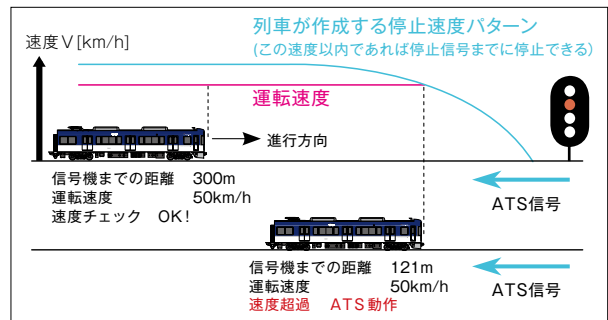 列車が作成する停止速度パターン
速度V[km/h]
(この速度以内であれば停止信号までに停止できる)
運転速度
進行方向
信号機までの距離 300m
運転速度 50km/h
速度チェック OK!
ATS信号
信号機までの距離 121m
運転速度 50km/h
速度超過 ATS動作
ATS信号